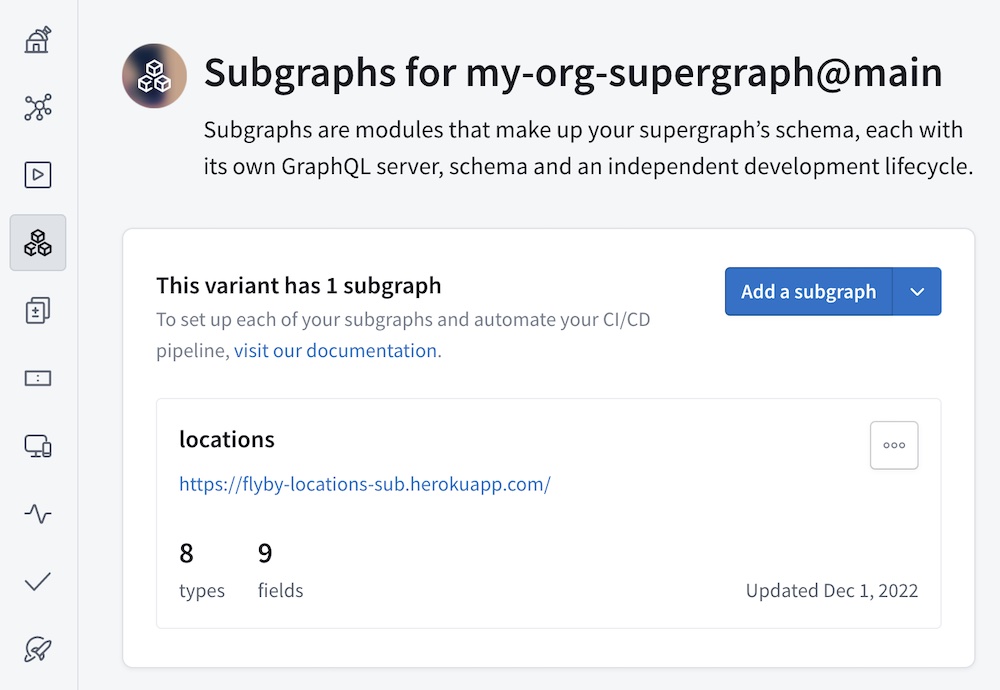 Subgraphs for my-org-supergraph@main
Subgraphs are modules that make up your supergraph’s schema, each with
its own GraphQL server, schema and an independent development lifecycle.
This variant has 1 subgraph
Add a subgraph
To set up each of your subgraphs and automate your CI/CD
pipeline, visit our documentation.
locations
https://flyby-locations-sub.herokuapp.com/
8 9
types fields Updated Dec 1, 2022